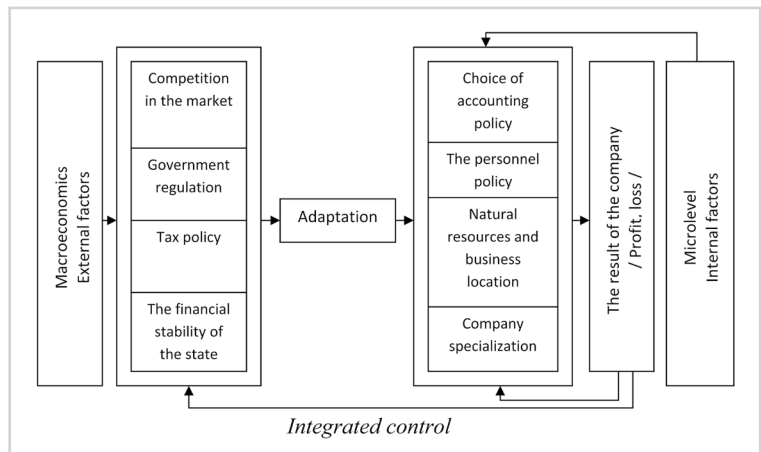 Macroeconomics
External factors
Competition
in the market
Government
regulation
Tax policy
The financial
stability of
the state
Adaptation
Choice of
accounting
policy
The personnel
policy
Natural
resources and
business
location
Company
specialization
The result of the company
/ Profit, loss /
Microlevel
Internal factors
Integrated control